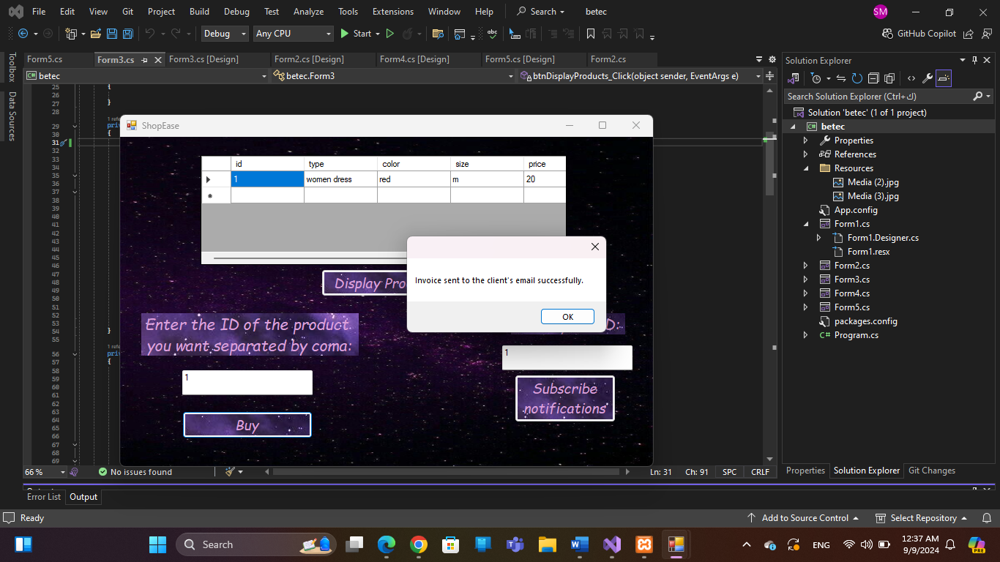 File Edit View Git Project Build Debug Test Analyze Tools Extensions Window Help Search betec SM
Debug Any CPU Start GitHub Copilot
Form5.cs Form3.cs Form3.cs [Design] Form2.cs [Design] Form4.cs [Design] Form5.cs [Design] Form2.cs
betec betec.Form3 btnDisplayProducts_Click(object sender, EventArgs e)
Toolbox
Data Sources
25 {
26
27 }
28
29
30 {
31
32
33
34
35
36
37
38
39
40
41
42
43
44
45
46
47
48
49
50
51
52
53
54 }
55
56
57 {
58
59
60
61
62
63
64
65
66
67
68
69
ShopEase
id type color size price
1 women dress red m 20
Invoice sent to the client's email successfully.
OK
Enter the ID of the product
you want separated by coma:
D:
1
1
Buy
Subscribe
notifications
66 % No issues found Ln: 31 Ch: 91 SPC CRLF
Error List Output
Ready Add to Source Control Select Repository
Solution Explorer
Search Solution Explorer (Ctrl+ك)
Solution 'betec' (1 of 1 project)
betec
Properties
References
Resources
Media (2).jpg
Media (3).jpg
App.config
Form1.cs
Form1.Designer.cs
Form1.resx
Form2.cs
Form3.cs
Form4.cs
Form5.cs
packages.config
Program.cs
Properties Solution Explorer Git Changes
Search
ENG
12:37 AM
9/9/2024
PRE